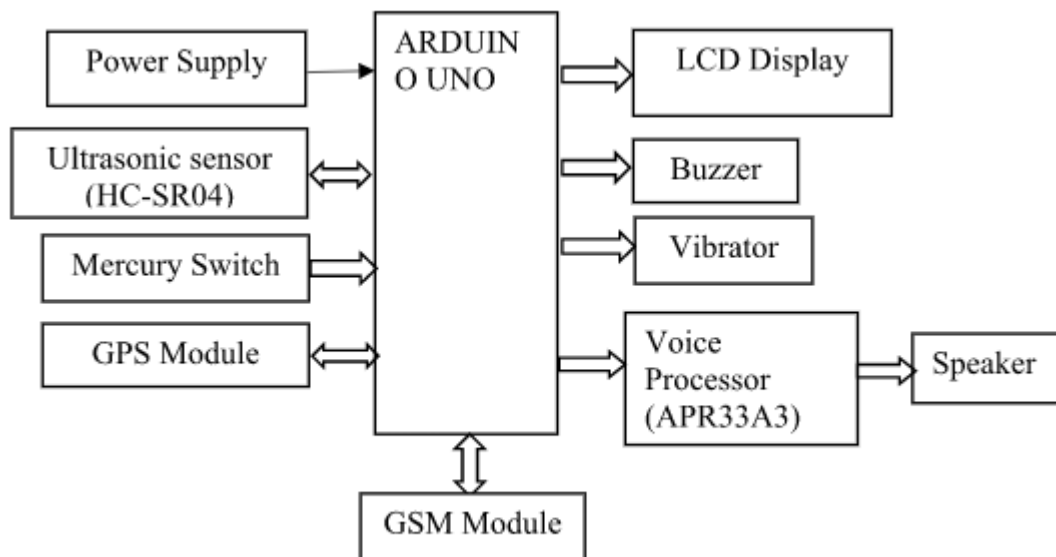 Power Supply
Ultrasonic sensor
(HC-SR04)
Mercury Switch
GPS Module
ARDUIN
O UNO
GSM Module
LCD Display
Buzzer
Vibrator
Voice
Processor
(APR33A3)
Speaker